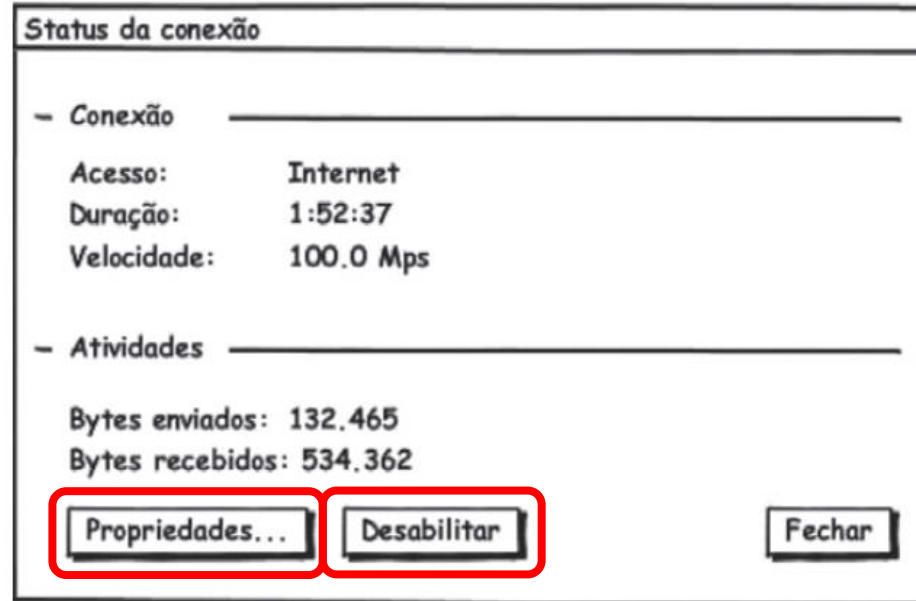 Status da conexão
Conexão
Acesso: Internet
Duração: 1:52:37
Velocidade: 100.0 Mps
Atividades
Bytes enviados: 132.465
Bytes recebidos: 534.362
Propriedades... Desabilitar Fechar